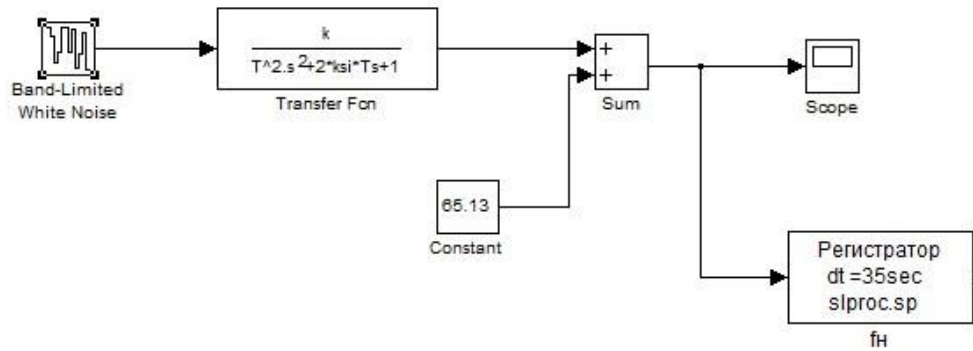 k
T^2.s^2+2*ksi*Ts+1
Transfer Fcn
Band-Limited
White Noise
+
+
Sum
Scope
65.13
Constant
Регистратор
dt =35sec
slproc.sp
fн